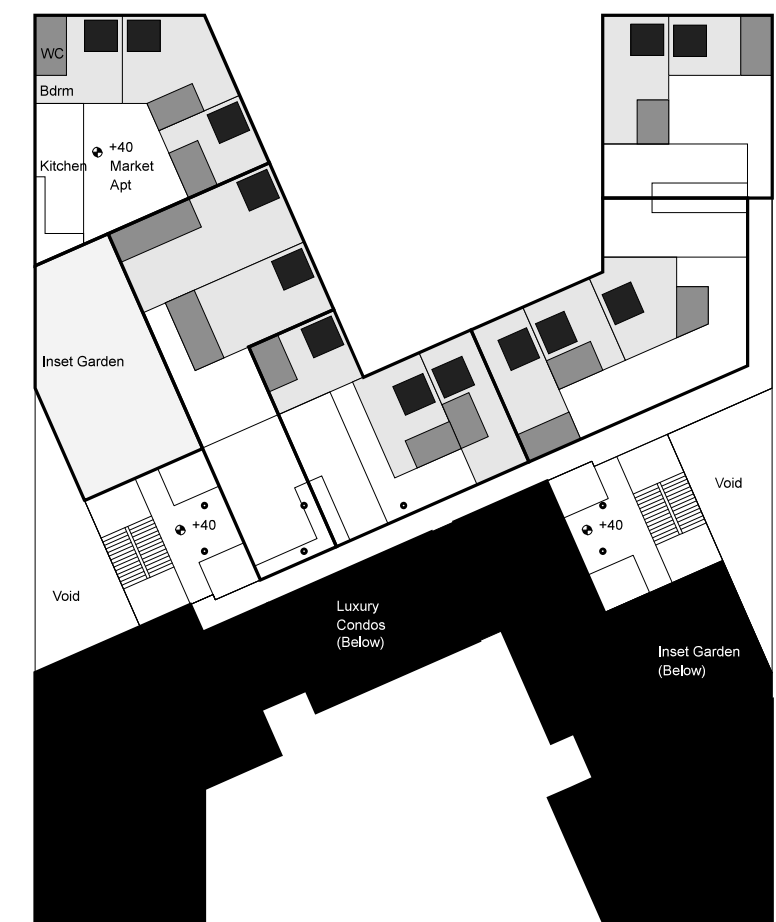 WC
Bdrm
+40
Market
Apt
Kitchen
Inset Garden
Void
+40
+40
Void
Luxury
Condos
(Below)
Inset Garden
(Below)